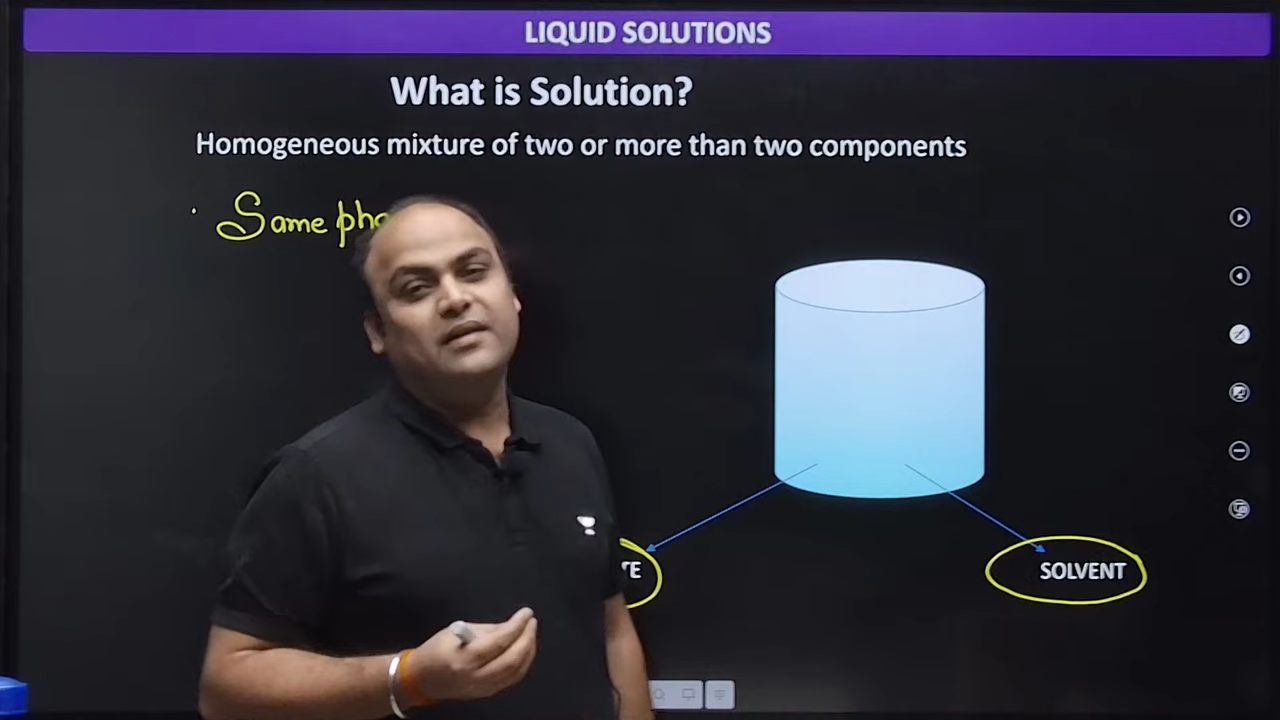 LIQUID SOLUTIONS
What is Solution?
Homogeneous mixture of two or more than two components
Same
SOLVENT